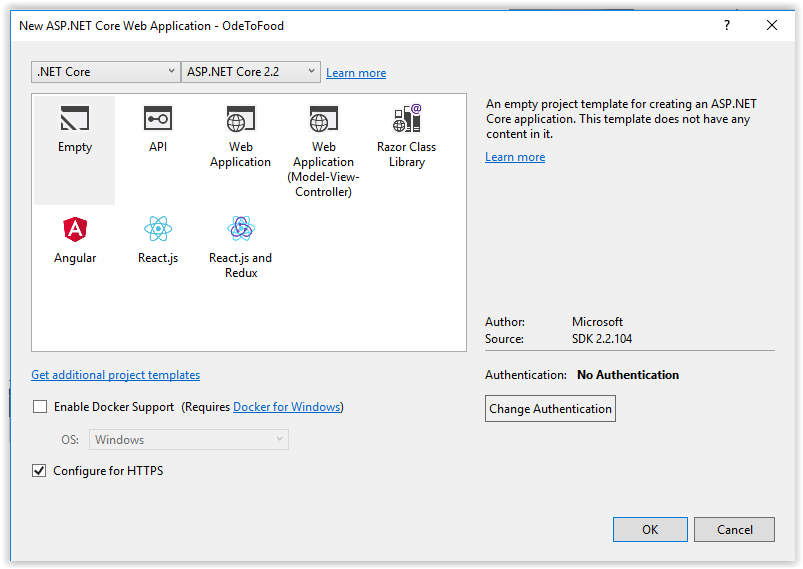 New ASP.NET Core Web Application - OdeToFood
?
.NET Core
ASP.NET Core 2.2
Learn more
Empty
API
Web
Application
Web
Application
(Model-View-
Controller)
Razor Class
Library
Angular
React.js
React.js and
Redux
An empty project template for creating an ASP.NET
Core application. This template does not have any
content in it.
Learn more
Author: Microsoft
Source: SDK 2.2.104
Get additional project templates
Authentication: No Authentication
Change Authentication
Enable Docker Support (Requires Docker for Windows)
OS: Windows
Configure for HTTPS
OK
Cancel